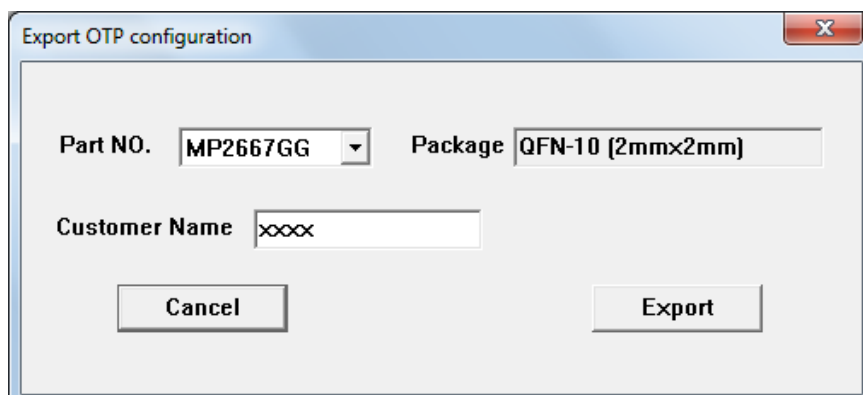 Export OTP configuration
Part NO. MP2667GG Package QFN-10 (2mmx2mm)
Customer Name xxxx
Cancel Export